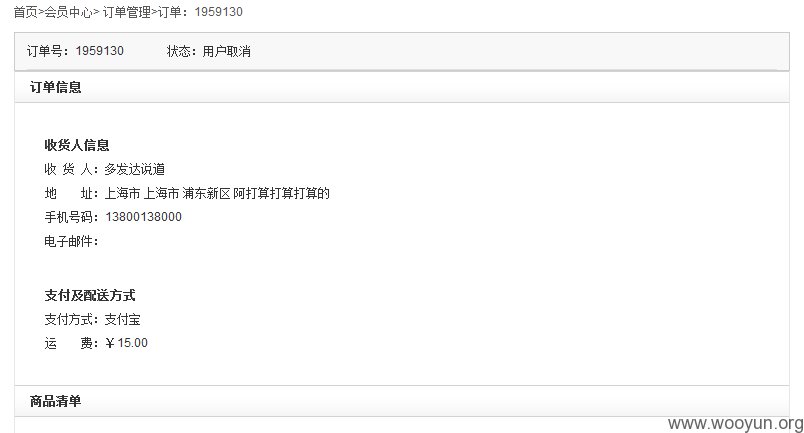 首页>会员中心> 订单管理>订单：1959130
订单号：1959130 状态：用户取消
订单信息
收货人信息
收 货 人：多发达说道
地 址：上海市 上海市 浦东新区 阿打算打算打算的
手机号码：13800138000
电子邮件：
支付及配送方式
支付方式：支付宝
运 费：￥15.00
商品清单
www.wooyun.org